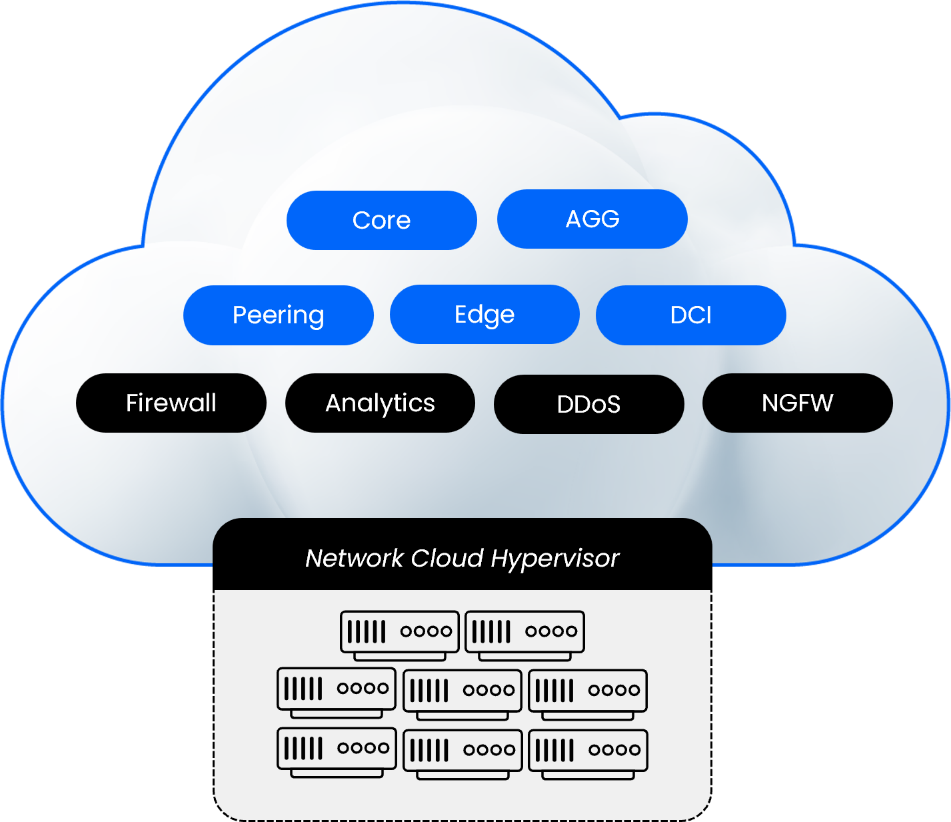 Core
AGG
Peering
Edge
DCI
Firewall
Analytics
DDoS
NGFW
Network Cloud Hypervisor